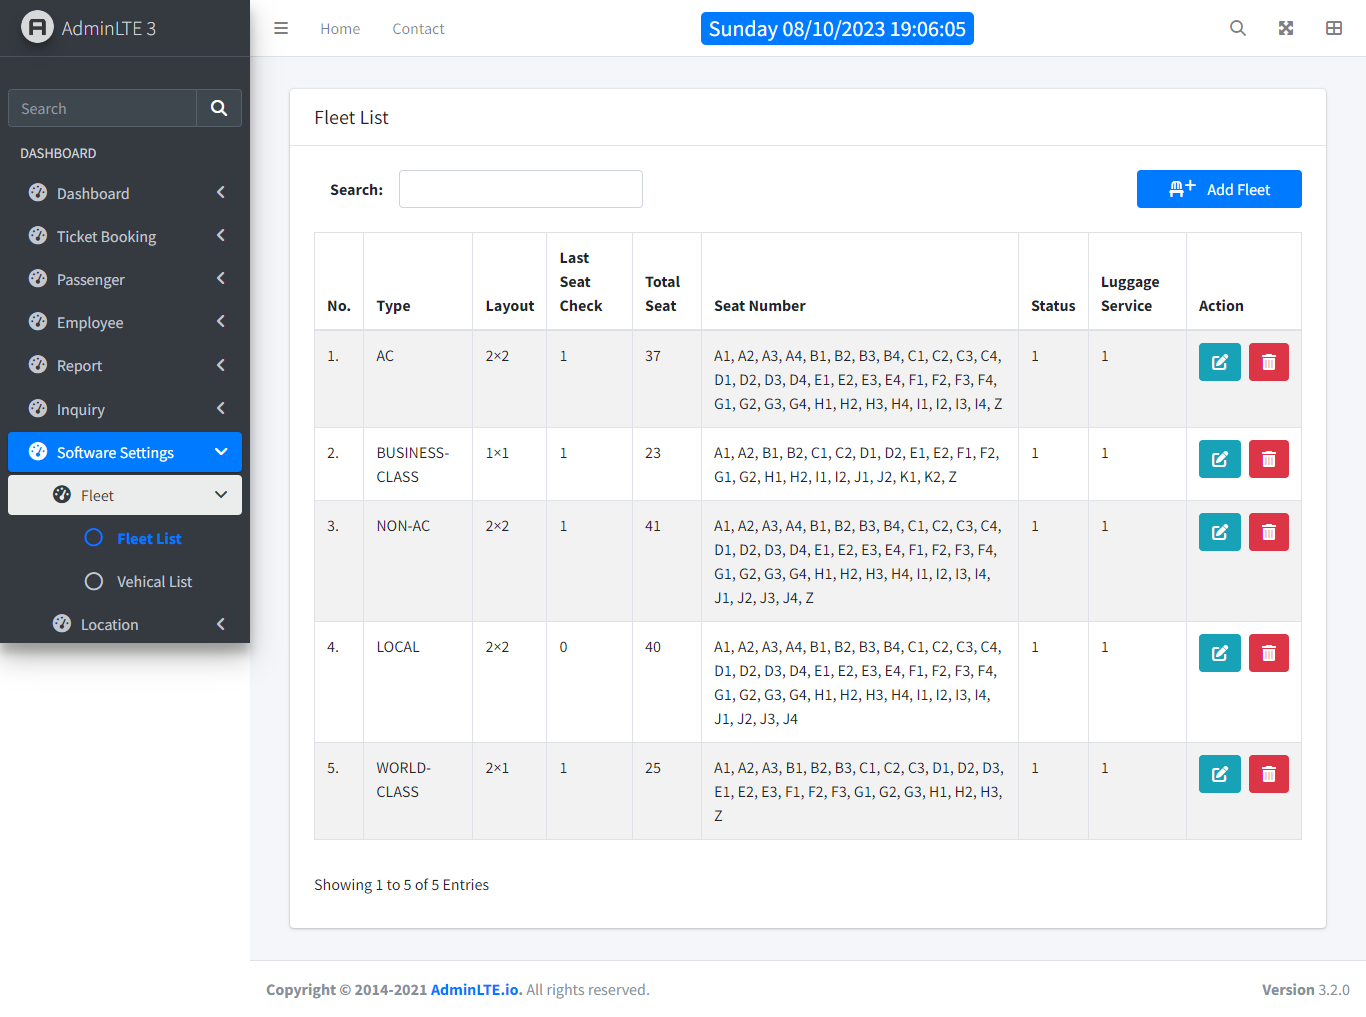 AdminLTE 3
Home
Contact
Sunday 08/10/2023 19:06:05
Search
DASHBOARD
Dashboard
Ticket Booking
Passenger
Employee
Report
Inquiry
Software Settings
Fleet
Fleet List
Vehical List
Location
Fleet List
Search:
Add Fleet
No.
Type
Layout
Last
Seat
Check
Total
Seat
Seat Number
Status
Luggage
Service
Action
1.
AC
2×2
1
37
A1, A2, A3, A4, B1, B2, B3, B4, C1, C2, C3, C4,
D1, D2, D3, D4, E1, E2, E3, E4, F1, F2, F3, F4,
G1, G2, G3, G4, H1, H2, H3, H4, I1, I2, I3, I4, Z
1
1
2.
BUSINESS-
CLASS
1×1
1
23
A1, A2, B1, B2, C1, C2, D1, D2, E1, E2, F1, F2,
G1, G2, H1, H2, I1, I2, J1, J2, K1, K2, Z
1
1
3.
NON-AC
2×2
1
41
A1, A2, A3, A4, B1, B2, B3, B4, C1, C2, C3, C4,
D1, D2, D3, D4, E1, E2, E3, E4, F1, F2, F3, F4,
G1, G2, G3, G4, H1, H2, H3, H4, I1, I2, I3, I4,
J1, J2, J3, J4, Z
1
1
4.
LOCAL
2×2
0
40
A1, A2, A3, A4, B1, B2, B3, B4, C1, C2, C3, C4,
D1, D2, D3, D4, E1, E2, E3, E4, F1, F2, F3, F4,
G1, G2, G3, G4, H1, H2, H3, H4, I1, I2, I3, I4,
J1, J2, J3, J4
1
1
5.
WORLD-
CLASS
2×1
1
25
A1, A2, A3, B1, B2, B3, C1, C2, C3, D1, D2, D3,
E1, E2, E3, F1, F2, F3, G1, G2, G3, H1, H2, H3,
Z
1
1
Showing 1 to 5 of 5 Entries
Copyright © 2014-2021 AdminLTE.io. All rights reserved.
Version 3.2.0